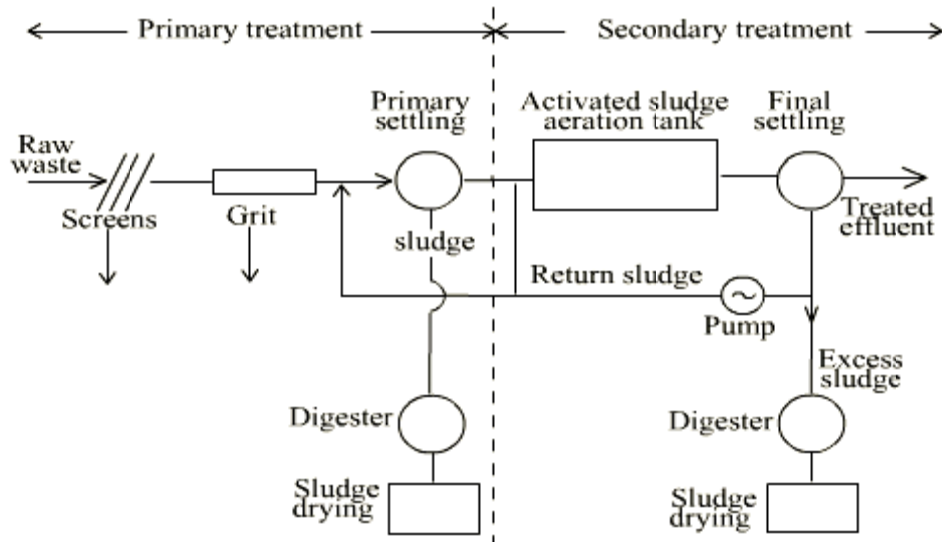 Primary treatment
Secondary treatment
Primary
settling
Activated sludge
aeration tank
Final
settling
Raw
waste
Screens
Grit
sludge
Treated
effluent
Return sludge
Pump
Excess
sludge
Digester
Digester
Sludge
drying
Sludge
drying